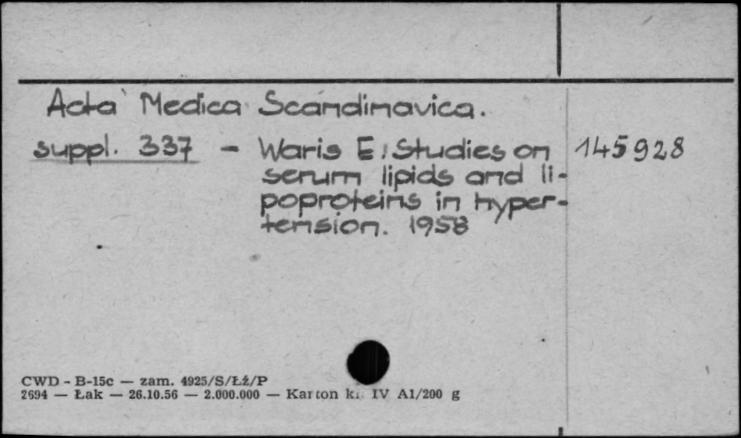 Acta Medica Scandinavica.
suppl. 337 - Waris E: Studies on 145928
serum lipids and li-
poproteins in hyper-
tension. 1958
CWD - B-15c — zam. 4925/S/Łż/P
2694 — Łak — 26.10.56 — 2.000.000 — Karton kl. IV A1/200 g